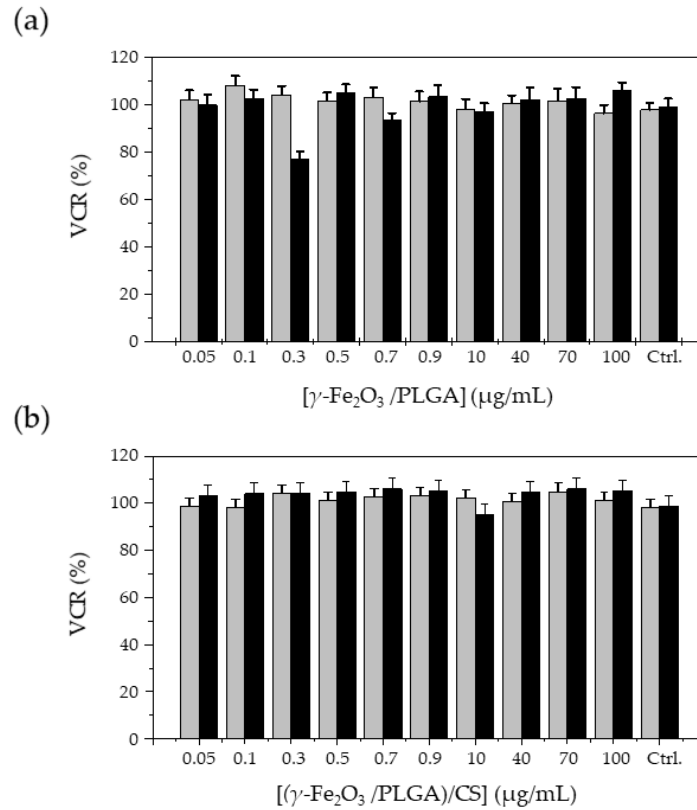 (a)
120
100
80
60
40
20
0
VCR (%)
0.05 0.1 0.3 0.5 0.7 0.9 10 40 70 100 Ctrl.
[γ-Fe₂O₃ /PLGA] (µg/mL)
(b)
120
100
80
60
40
20
0
VCR (%)
0.05 0.1 0.3 0.5 0.7 0.9 10 40 70 100 Ctrl.
[(γ-Fe₂O₃ /PLGA)/CS] (µg/mL)